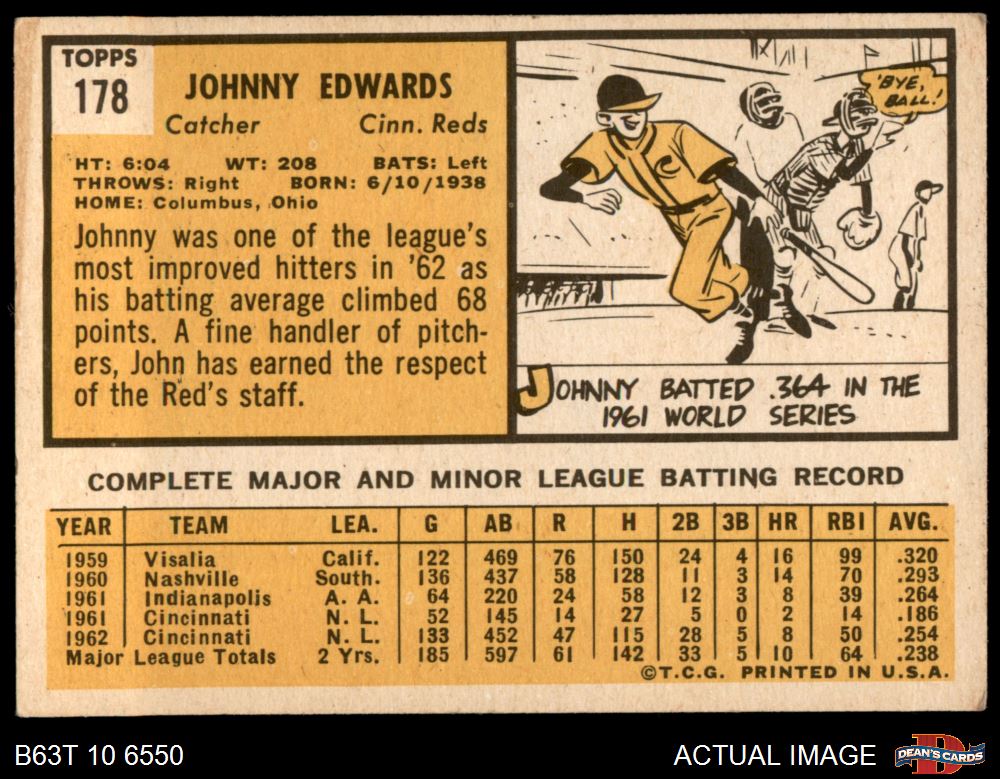 TOPPS
178
JOHNNY EDWARDS
Catcher Cinn. Reds
HT: 6:04 WT: 208 BATS: Left
THROWS: Right BORN: 6/10/1938
HOME: Columbus, Ohio
Johnny was one of the league's
most improved hitters in '62 as
his batting average climbed 68
points. A fine handler of pitch-
ers, John has earned the respect
of the Red's staff.
'BYE,
BALL!
C
JOHNNY BATTED .364 IN THE
1961 WORLD SERIES
COMPLETE MAJOR AND MINOR LEAGUE BATTING RECORD
YEAR TEAM LEA. G AB R H 2B 3B HR RBI AVG.
1959 Visalia Calif. 122 469 76 150 24 4 16 99 .320
1960 Nashville South. 136 437 58 128 11 3 14 70 .293
1961 Indianapolis A. A. 64 220 24 58 12 3 8 39 .264
1961 Cincinnati N. L. 52 145 14 27 5 0 2 14 .186
1962 Cincinnati N. L. 133 452 47 115 28 5 8 50 .254
Major League Totals 2 Yrs. 185 597 61 142 33 5 10 64 .238
©T.C.G. PRINTED IN U.S.A.
B63T 10 6550
ACTUAL IMAGE
D
DEAN'S CARDS